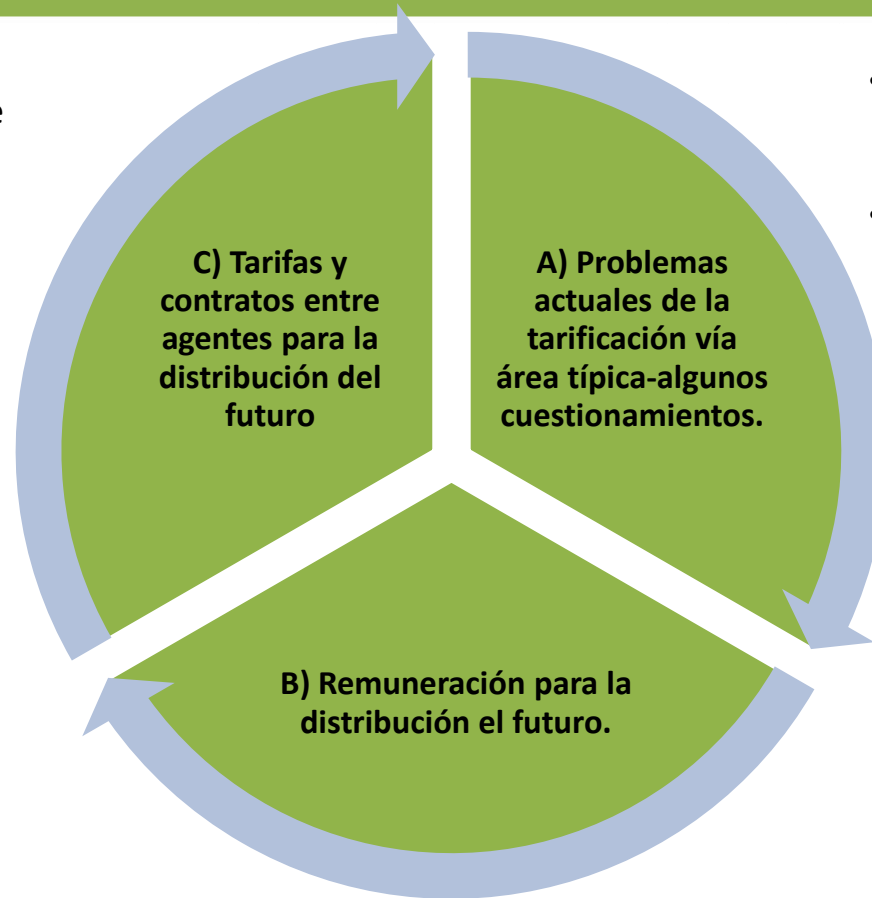 C) Tarifas y
contratos entre
agentes para la
distribución del
futuro
A) Problemas
actuales de la
tarificación vía
área típica-algunos
cuestionamientos.
B) Remuneración para la
distribución el futuro.